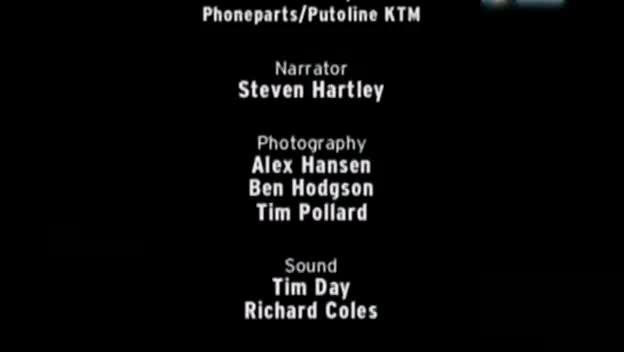 Phoneparts/Putoline KTM
Narrator
Steven Hartley
Photography
Alex Hansen
Ben Hodgson
Tim Pollard
Sound
Tim Day
Richard Coles